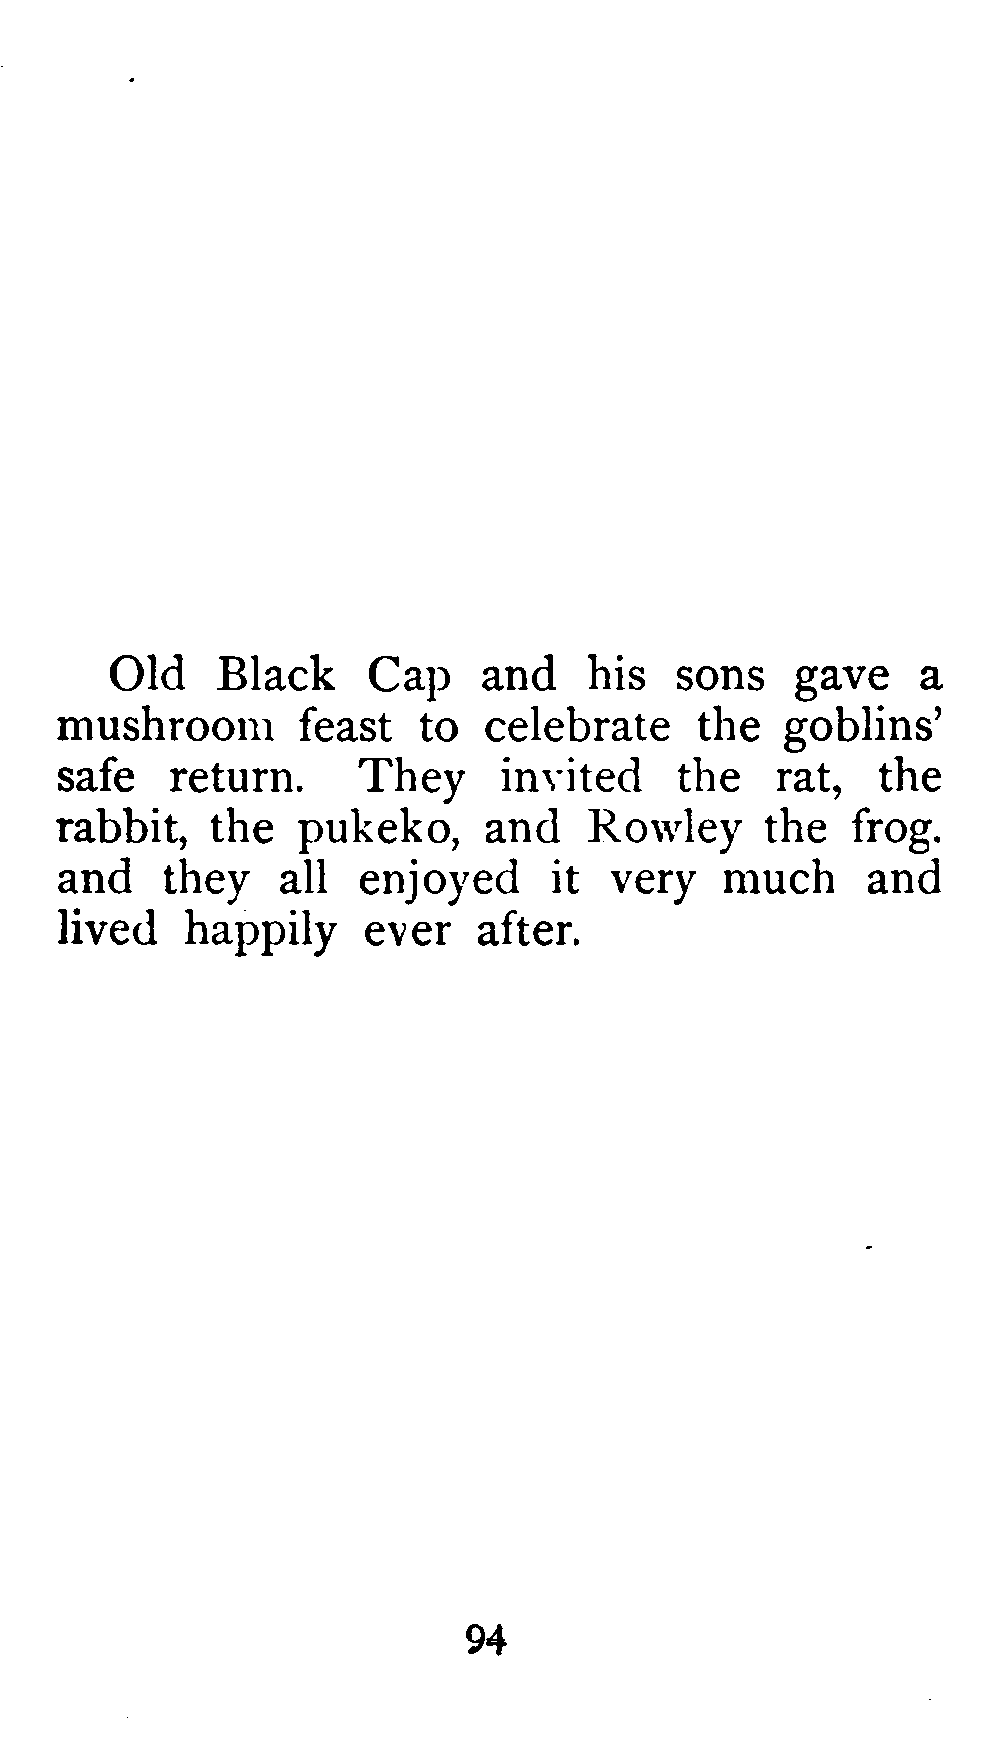 Old Black Cap and his sons gave a
mushroom feast to celebrate the goblins'
safe return. They invited the rat, the
rabbit, the pukeko, and Rowley the frog.
and they all enjoyed it very much and
lived happily ever after.
94